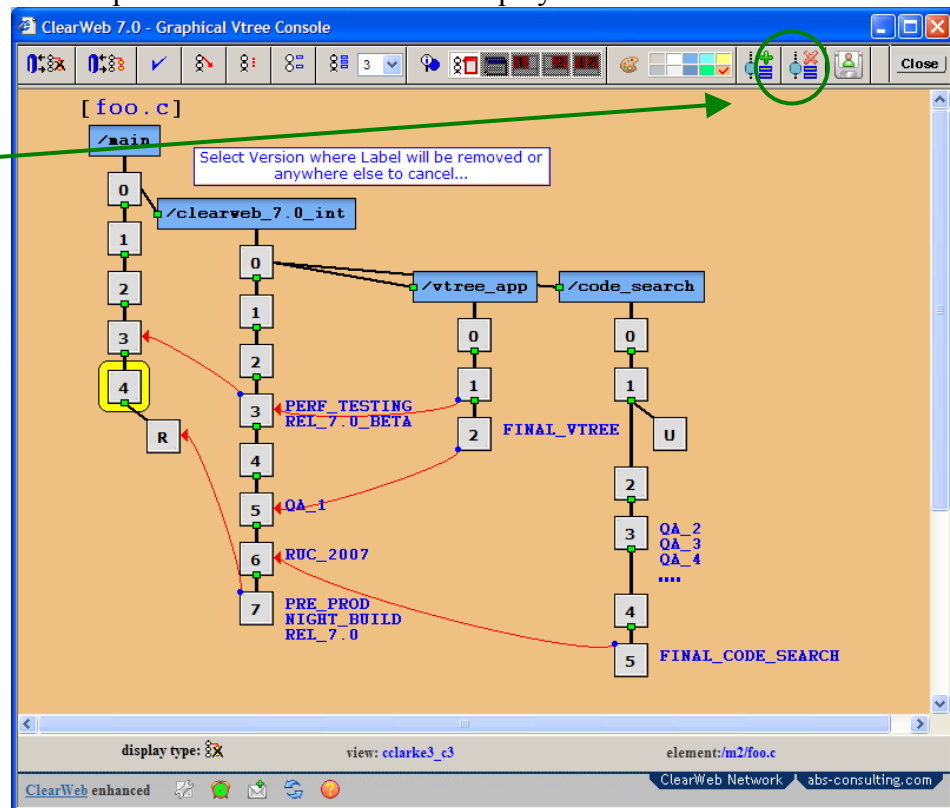 ClearWeb 7.0 - Graphical Vtree Console
3
Close
[foo.c]
/main
Select Version where Label will be removed or
anywhere else to cancel...
0
/clearweb_7.0_int
1
0
/vtree_app
/code_search
2
1
0
0
3
2
1
1
4
3
PERF_TESTING
REL_7.0_BETA
2
FINAL_VTREE
U
R
4
2
5
QA_1
3
QA_2
QA_3
QA_4
....
6
RUC_2007
7
PRE_PROD
NIGHT_BUILD
REL_7.0
4
5
FINAL_CODE_SEARCH
display type:
view: cclarke3_c3
element:/m2/foo.c
ClearWeb enhanced
ClearWeb Network
abs-consulting.com